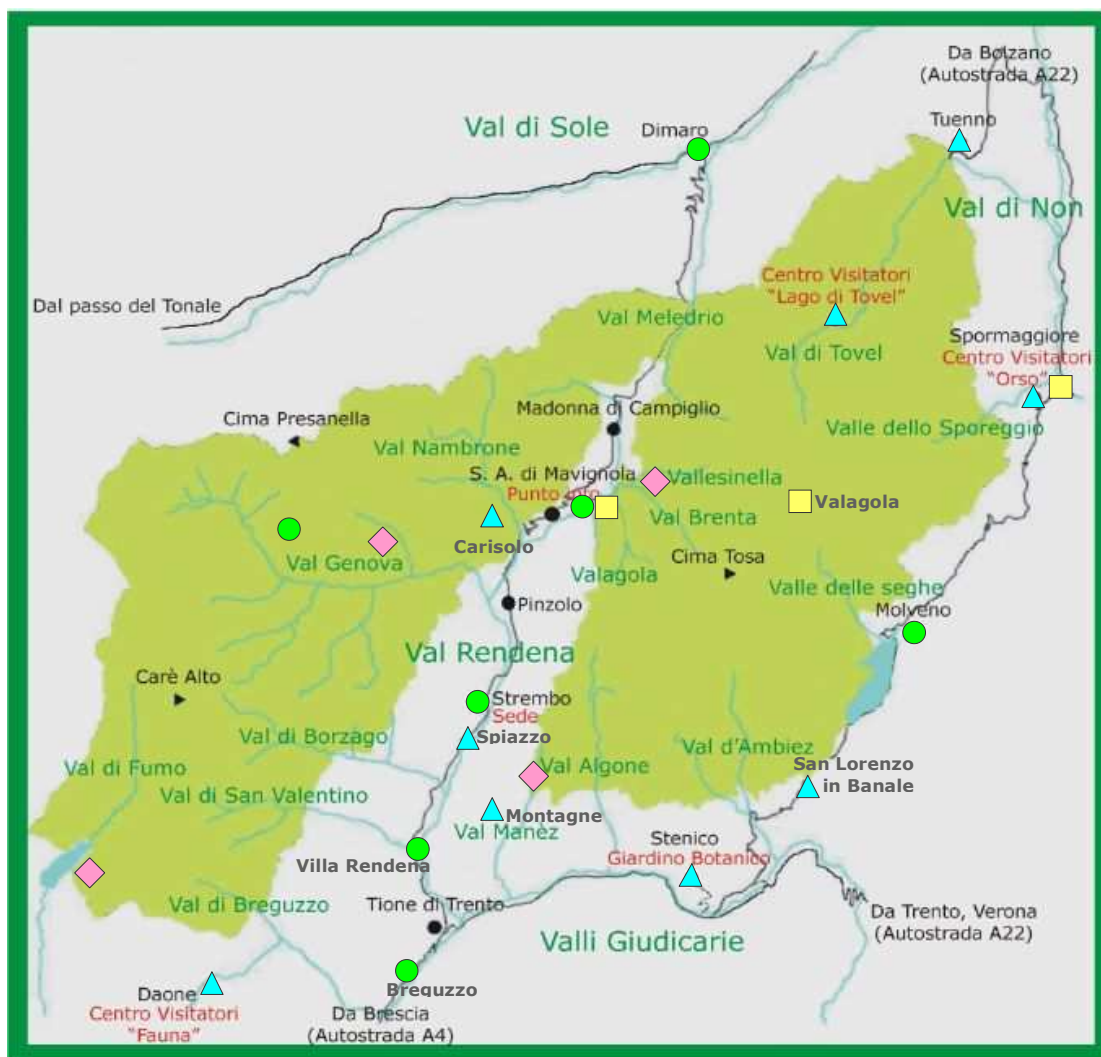 Da Bolzano
(Autostrada A22)
Tuenno
Val di Sole
Dimaro
Val di Non
Centro Visitatori
"Lago di Tovel"
Dal passo del Tonale
Val Meledrio
Val di Tovel
Spormaggiore
Centro Visitatori
"Orso"
Cima Presanella
Madonna di Campiglio
Valle dello Sporeggio
Val Nambrone
S. A. di Mavignola
Punto info
Vallesinella
Valagola
Val Brenta
Carisolo
Val Genova
Cima Tosa
Valagola
Valle delle seghe
Molveno
Pinzolo
Val Rendena
Carè Alto
Strembo
Sede
Spiazzo
Val di Borzago
Val d'Ambiez
Val di Fumo
Val Algone
San Lorenzo
in Banale
Val di San Valentino
Montagne
Val Manèz
Stenico
Giardino Botanico
Villa Rendena
Val di Breguzzo
Tione di Trento
Da Trento, Verona
(Autostrada A22)
Valli Giudicarie
Breguzzo
Daone
Centro Visitatori
"Fauna"
Da Brescia
(Autostrada A4)